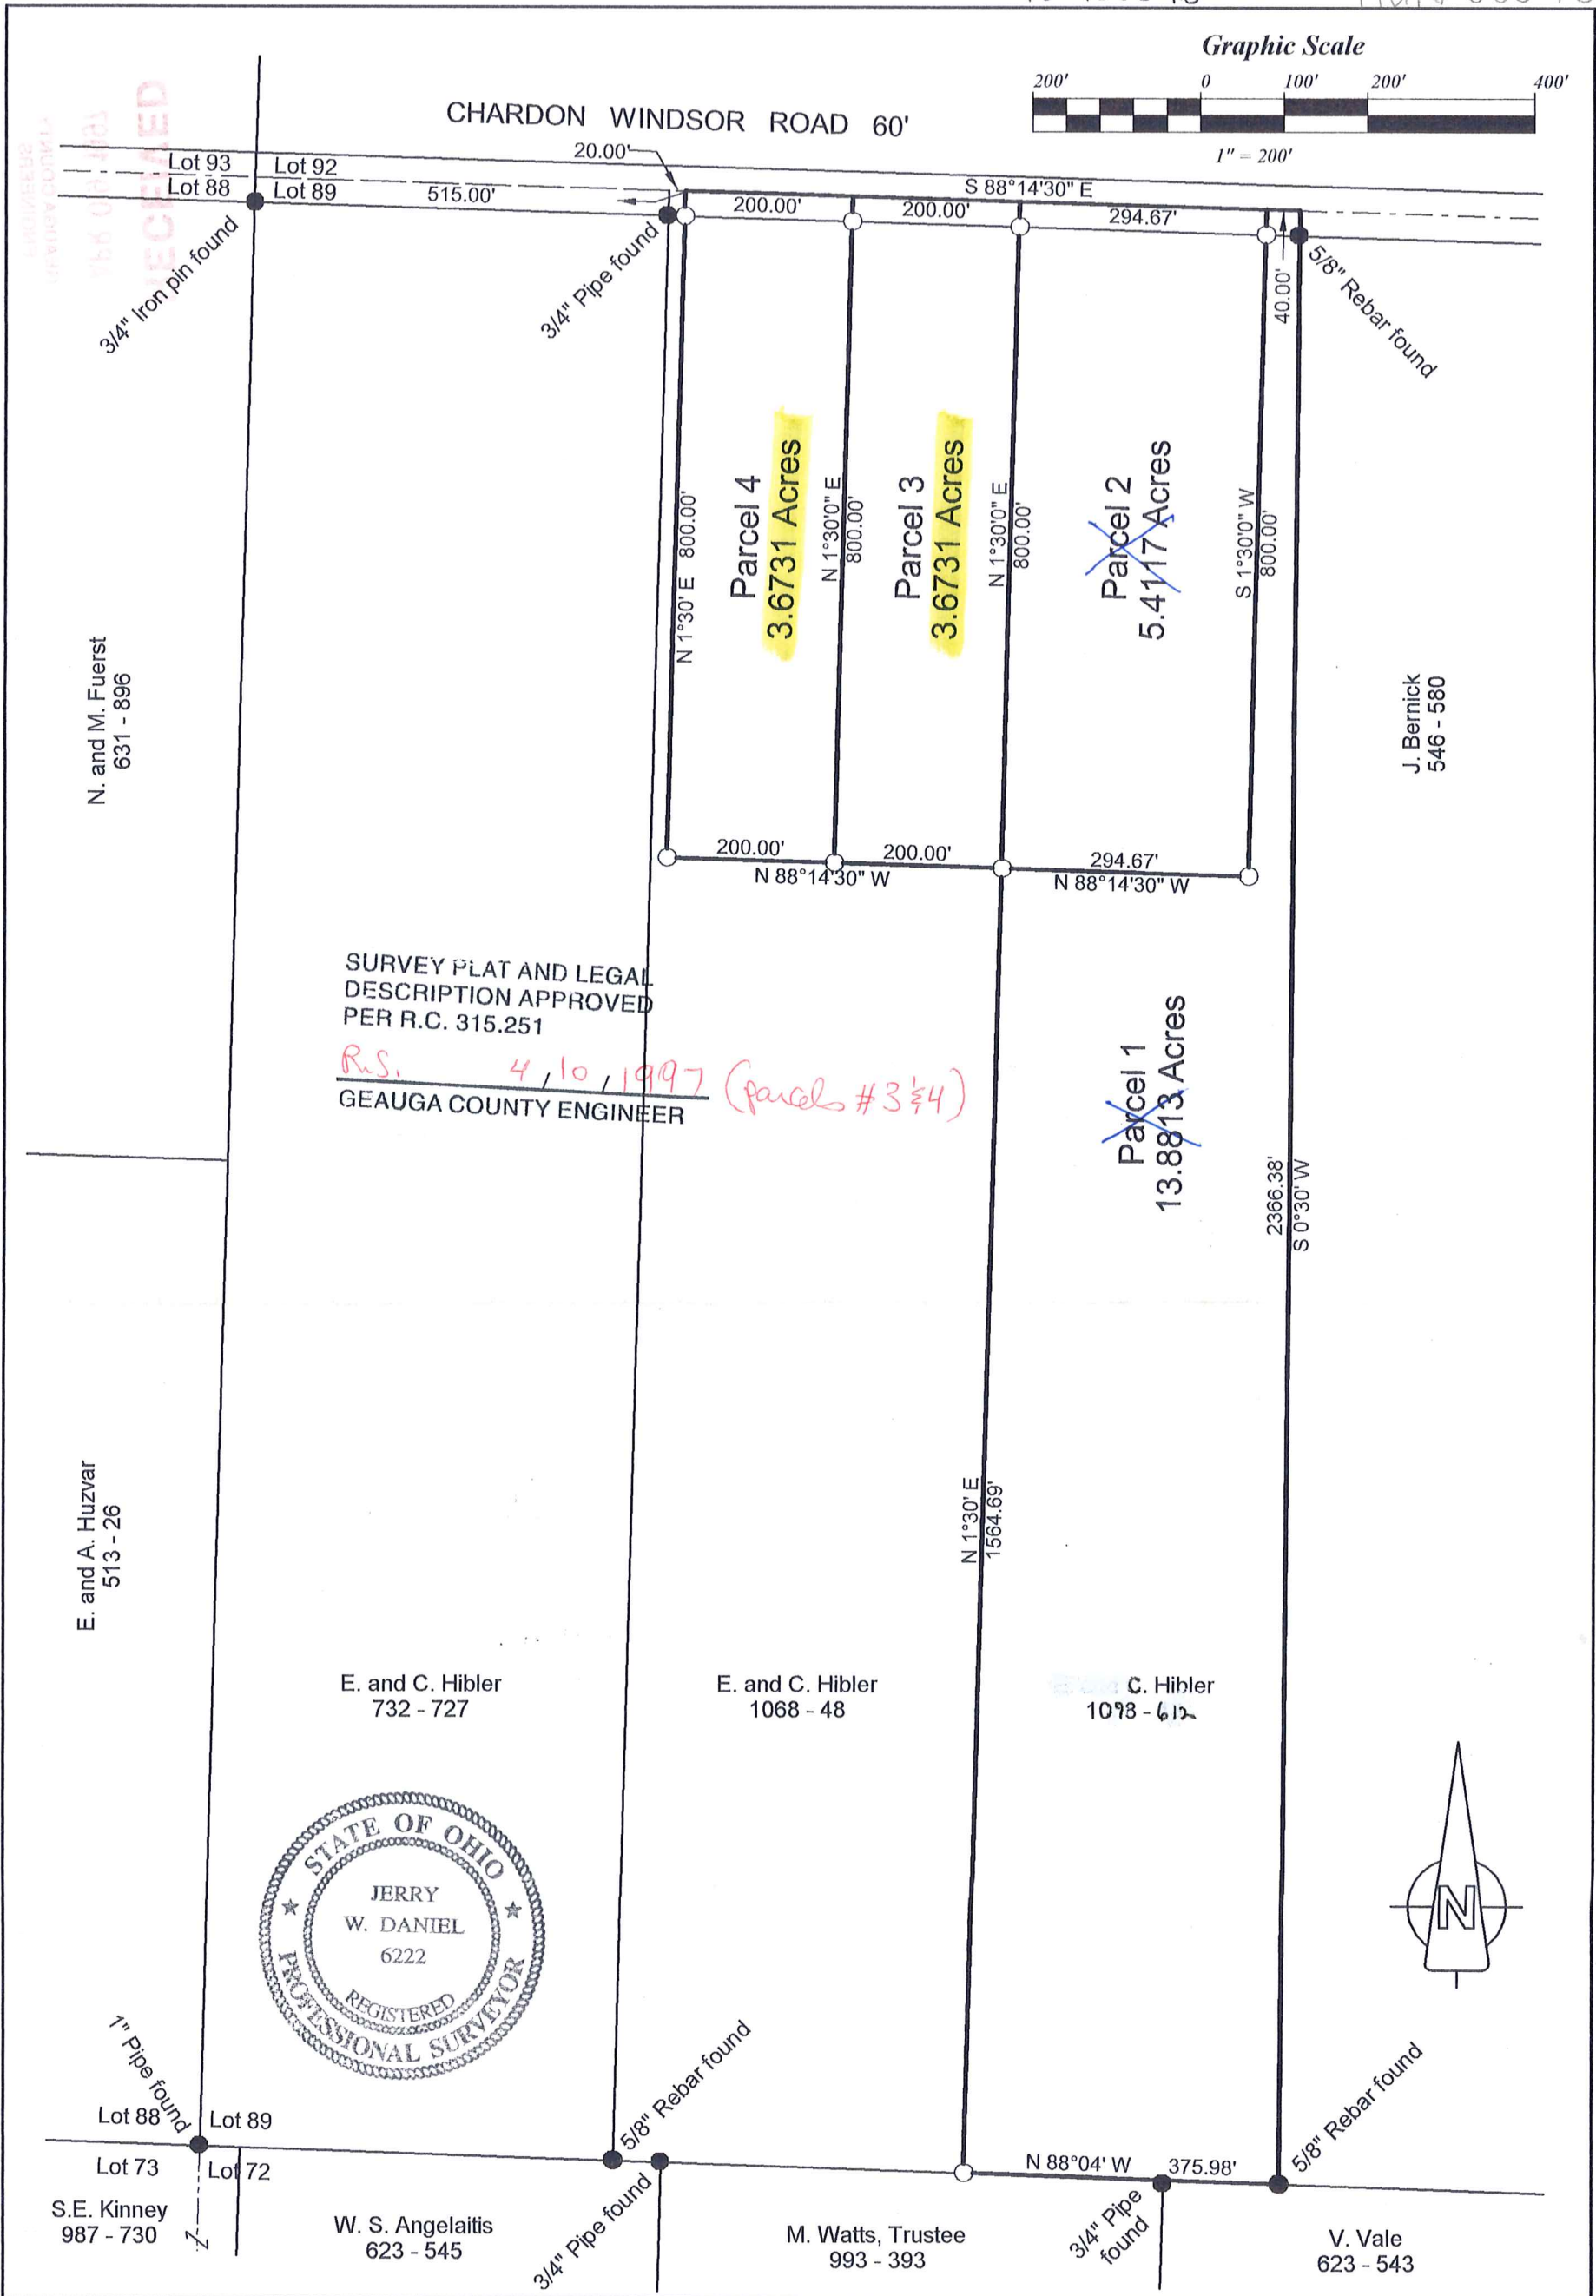 Graphic Scale
200' 0 100' 200' 400'
1" = 200'
CHARDON WINDSOR ROAD 60'
RECEIVED
APR 09 1997
GEAUGA COUNTY
ENGINEERS
20.00'
Lot 93 Lot 92
Lot 88 Lot 89
515.00'
S 88°14'30" E
200.00' 200.00' 294.67'
3/4" Iron pin found
3/4" Pipe found
40.00'
5/8" Rebar found
N 1°30' E 800.00'
Parcel 4
3.6731 Acres
N 1°30'0" E
800.00'
Parcel 3
3.6731 Acres
N 1°30'0" E
800.00'
Parcel 2
5.4117 Acres
S 1°30'0" W
800.00'
N. and M. Fuerst
631 - 896
J. Bernick
546 - 580
200.00' 200.00' 294.67'
N 88°14'30" W N 88°14'30" W
SURVEY PLAT AND LEGAL
DESCRIPTION APPROVED
PER R.C. 315.251
R.S. 4/10/1997 (parcels #3 & 4)
GEAUGA COUNTY ENGINEER
Parcel 1
13.8813 Acres
2366.38'
S 0°30' W
N 1°30' E
1564.69'
E. and A. Huzvar
513 - 26
E. and C. Hibler
732 - 727
E. and C. Hibler
1068 - 48
C. Hibler
1093 - 612
STATE OF OHIO
JERRY
W. DANIEL
6222
REGISTERED
PROFESSIONAL SURVEYOR
N
1" Pipe found
5/8" Rebar found
5/8" Rebar found
Lot 88 Lot 89
N 88°04' W 375.98'
Lot 73 Lot 72
3/4" Pipe found
3/4" Pipe
found
S.E. Kinney
987 - 730
W. S. Angelaitis
623 - 545
M. Watts, Trustee
993 - 393
V. Vale
623 - 543